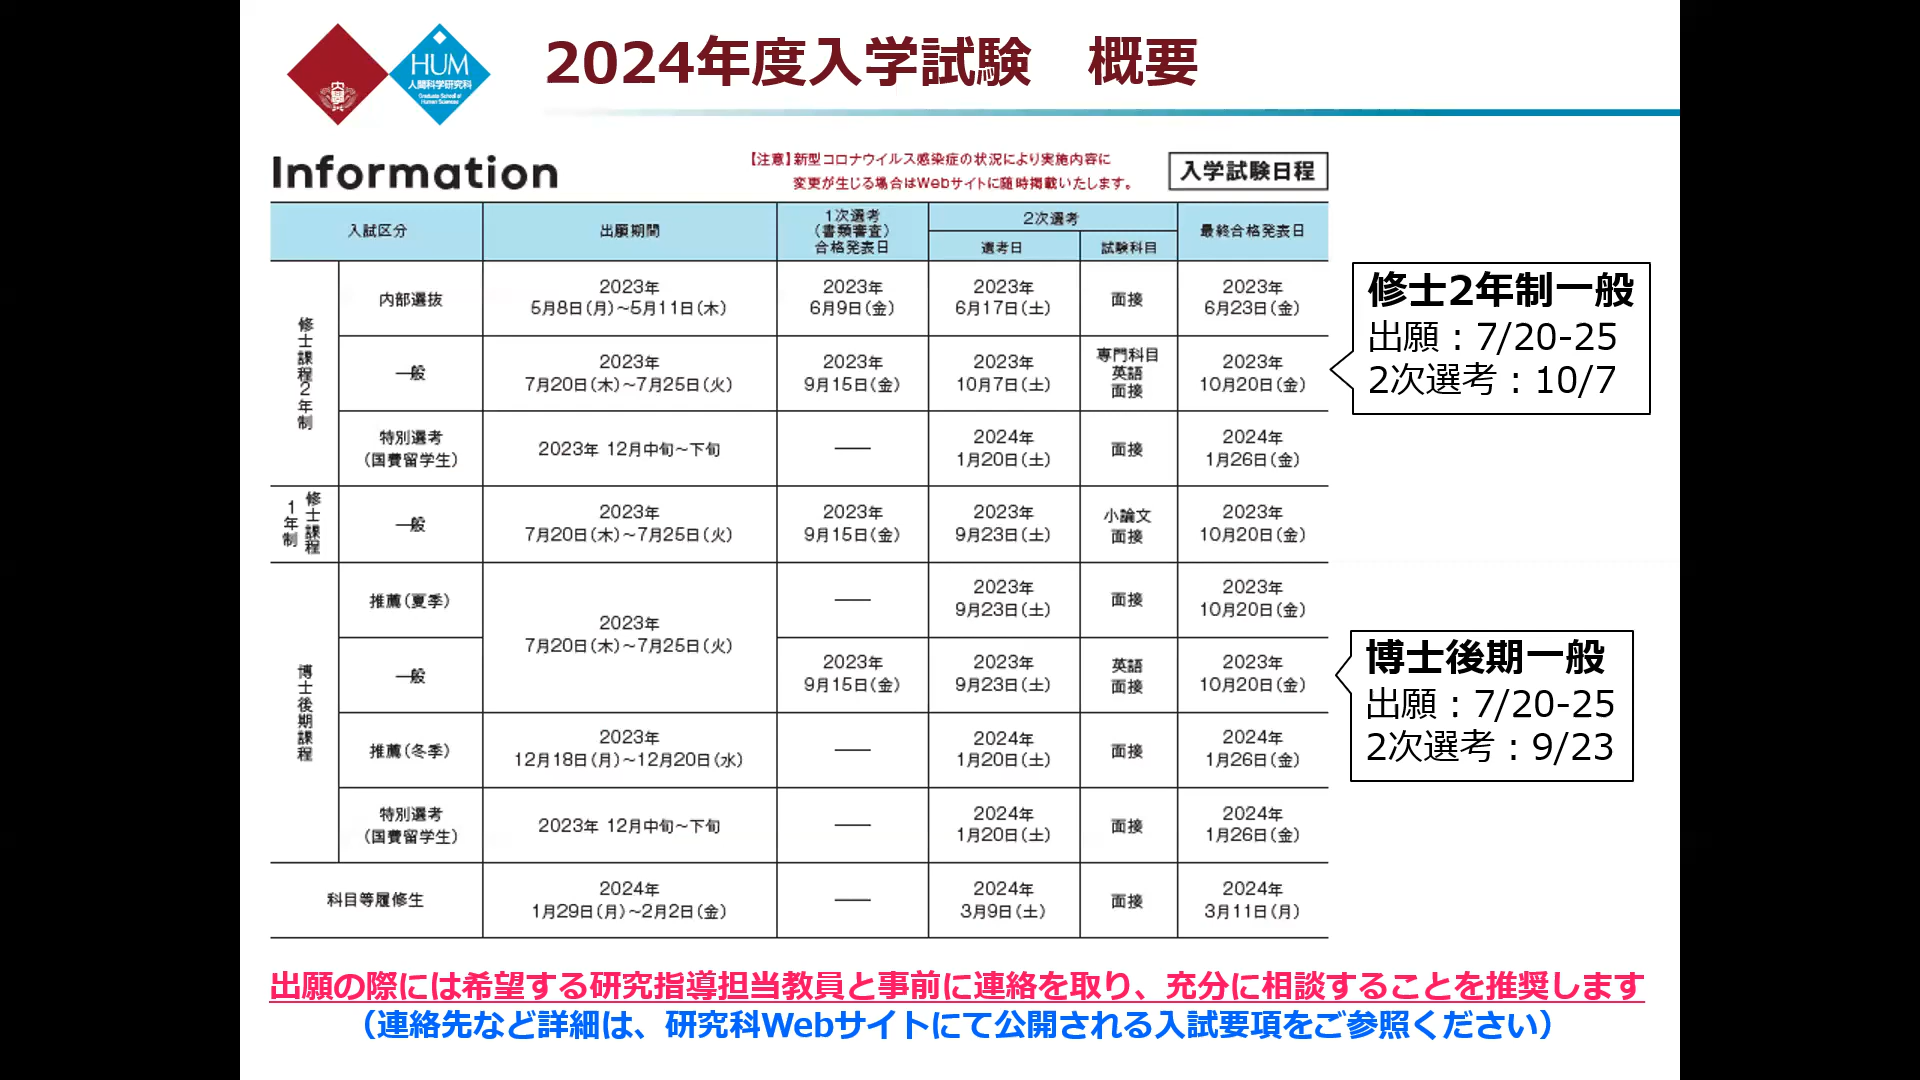 HUM
人間科学研究科
Graduate School of
Human Sciences
2024年度入学試験 概要
Information
【注意】新型コロナウイルス感染症の状況により実施内容に
変更が生じる場合はWebサイトに随時掲載いたします。
入学試験日程
入試区分
出願期間
1次選考
(書類審査)
合格発表日
2次選考
選考日
試験科目
最終合格発表日
修士課程2年制
内部選抜
2023年
5月8日(月)~5月11日(木)
2023年
6月9日(金)
2023年
6月17日(土)
面接
2023年
6月23日(金)
一般
2023年
7月20日(木)~7月25日(火)
2023年
9月15日(金)
2023年
10月7日(土)
専門科目
英語
面接
2023年
10月20日(金)
特別選考
(国費留学生)
2023年 12月中旬~下旬
——
2024年
1月20日(土)
面接
2024年
1月26日(金)
修士課程
1年制
一般
2023年
7月20日(木)~7月25日(火)
2023年
9月15日(金)
2023年
9月23日(土)
小論文
面接
2023年
10月20日(金)
博士後期課程
推薦(夏季)
2023年
7月20日(木)~7月25日(火)
——
2023年
9月23日(土)
面接
2023年
10月20日(金)
一般
2023年
9月15日(金)
2023年
9月23日(土)
英語
面接
2023年
10月20日(金)
推薦(冬季)
2023年
12月18日(月)~12月20日(水)
——
2024年
1月20日(土)
面接
2024年
1月26日(金)
特別選考
(国費留学生)
2023年 12月中旬~下旬
——
2024年
1月20日(土)
面接
2024年
1月26日(金)
科目等履修生
2024年
1月29日(月)~2月2日(金)
——
2024年
3月9日(土)
面接
2024年
3月11日(月)
修士2年制一般
出願：7/20-25
2次選考：10/7
博士後期一般
出願：7/20-25
2次選考：9/23
出願の際には希望する研究指導担当教員と事前に連絡を取り、充分に相談することを推奨します
（連絡先など詳細は、研究科Webサイトにて公開される入試要項をご参照ください）